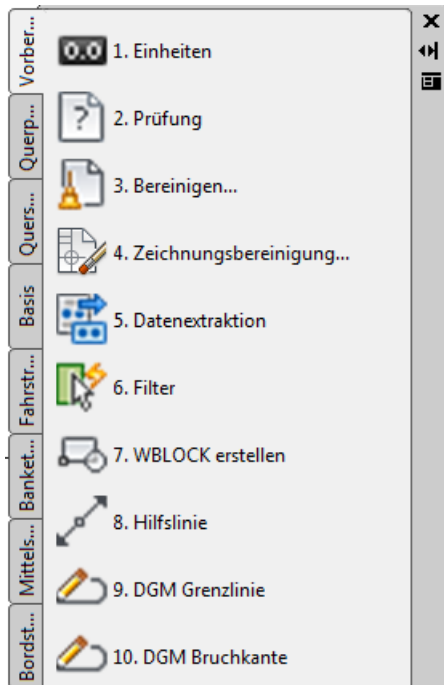 Vorber...
Querp...
Quers...
Basis
Fahrstr...
Banket...
Mittels...
Bordst...
0.0 1. Einheiten
? 2. Prüfung
3. Bereinigen...
4. Zeichnungsbereinigung...
5. Datenextraktion
6. Filter
7. WBLOCK erstellen
8. Hilfslinie
9. DGM Grenzlinie
10. DGM Bruchkante